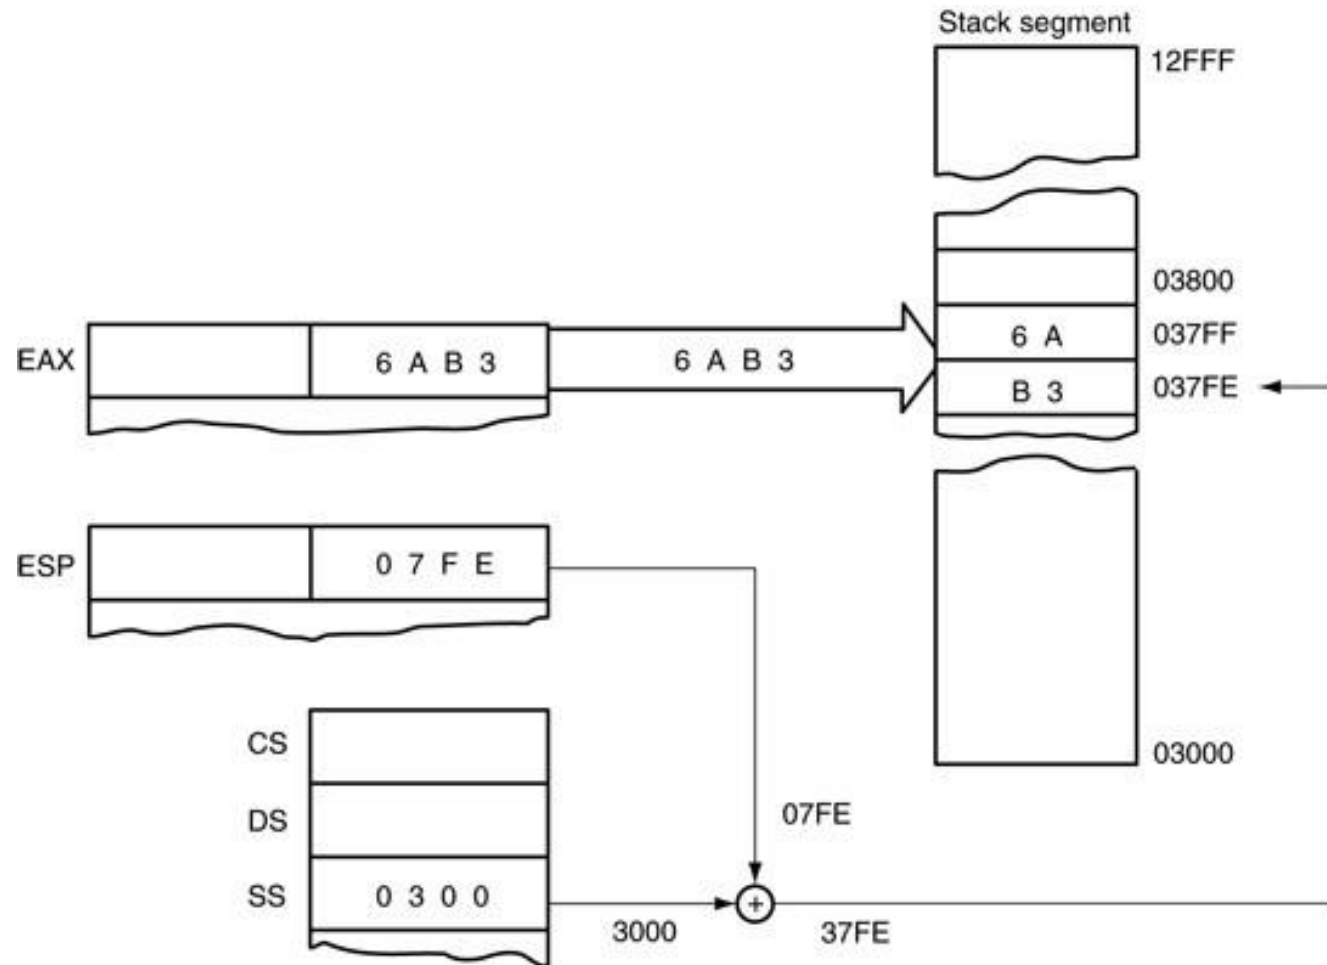 Stack segment
12FFF
03800
6 A 037FF
EAX 6 A B 3 6 A B 3
B 3 037FE
ESP 0 7 F E
CS
03000
DS 07FE
SS 0 3 0 0
3000 37FE